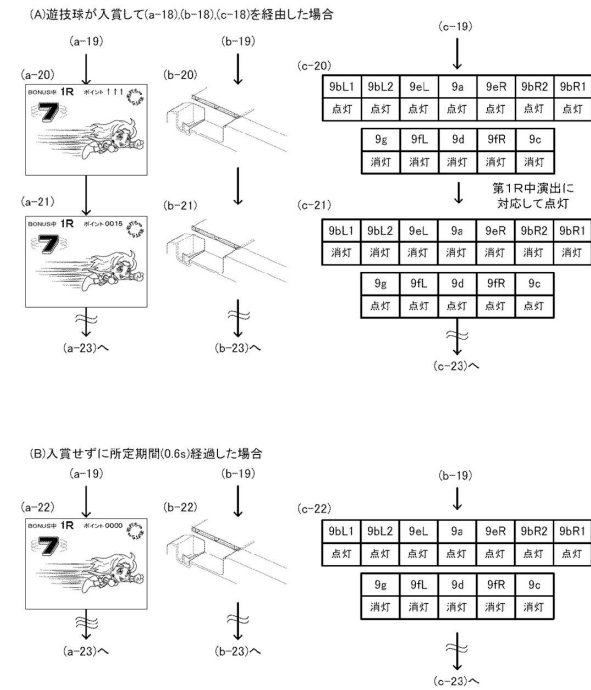 (A)遊技球が入賞して(a-18),(b-18),(c-18)を経由した場合
(a-19)
(b-19)
(c-19)
(a-20)
BONUS中 1R ポイント↑↑↑
7
(b-20)
(c-20)
9bL1 9bL2 9eL 9a 9eR 9bR2 9bR1
点灯 点灯 点灯 点灯 点灯 点灯 点灯
9g 9fL 9d 9fR 9c
消灯 消灯 消灯 消灯 消灯
第1R中演出に
対応して点灯
(a-21)
BONUS中 1R ポイント0015
7
(b-21)
(c-21)
9bL1 9bL2 9eL 9a 9eR 9bR2 9bR1
消灯 消灯 消灯 消灯 消灯 消灯 消灯
9g 9fL 9d 9fR 9c
点灯 点灯 点灯 点灯 点灯
(a-23)へ
(b-23)へ
(c-23)へ
(B)入賞せずに所定期間(0.6s)経過した場合
(a-19)
(b-19)
(b-19)
(a-22)
BONUS中 1R ポイント0000
7
(b-22)
(c-22)
9bL1 9bL2 9eL 9a 9eR 9bR2 9bR1
点灯 点灯 点灯 点灯 点灯 点灯 点灯
9g 9fL 9d 9fR 9c
消灯 消灯 消灯 消灯 消灯
(a-23)へ
(b-23)へ
(c-23)へ